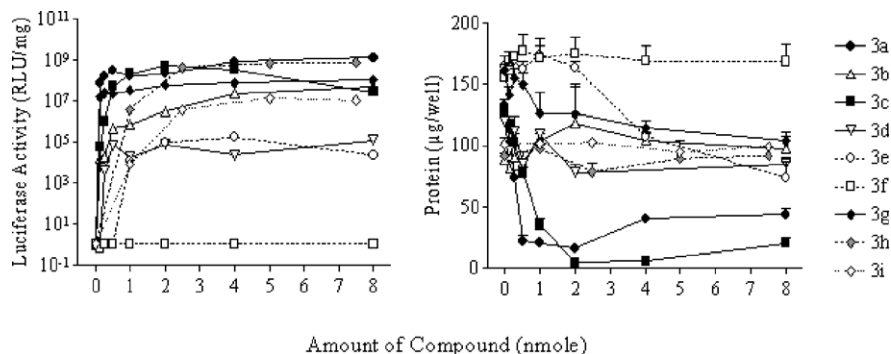 Luciferase Activity (RLU/mg)
10^11
10^9
10^7
10^5
10^3
10^1
10^-1
0 1 2 3 4 5 6 7 8
Protein (µg/well)
200
150
100
50
0
0 1 2 3 4 5 6 7 8
3a
3b
3c
3d
3e
3f
3g
3h
3i
Amount of Compound (nmole)